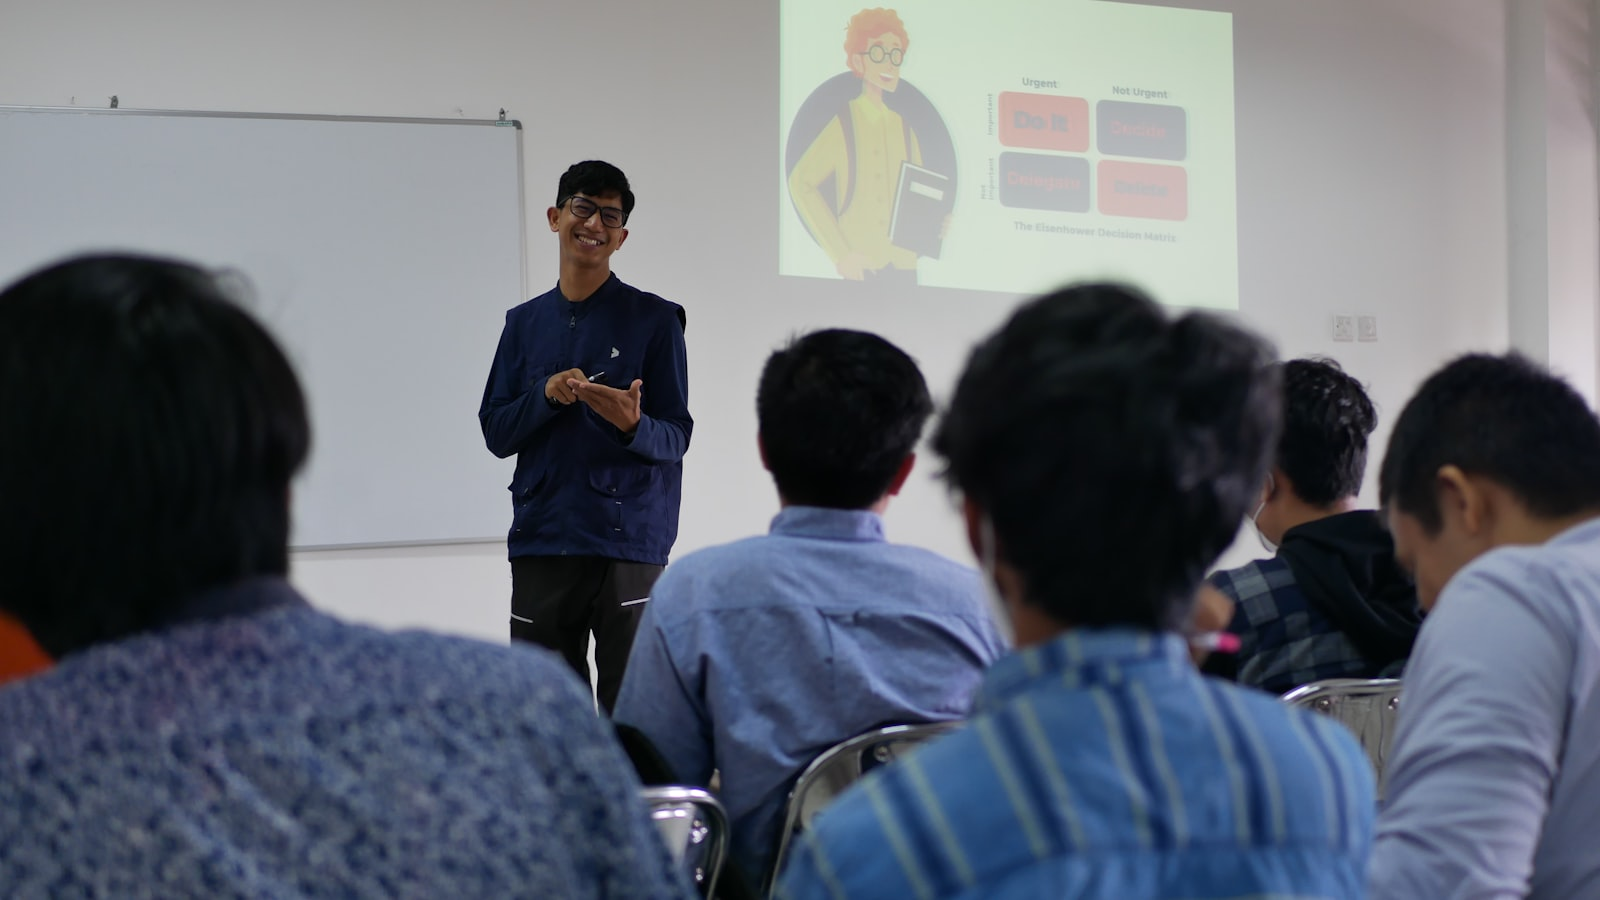 Urgent
Not Urgent
Important
Do It
Decide
Not Important
Delegate
Delete
The Eisenhower Decision Matrix